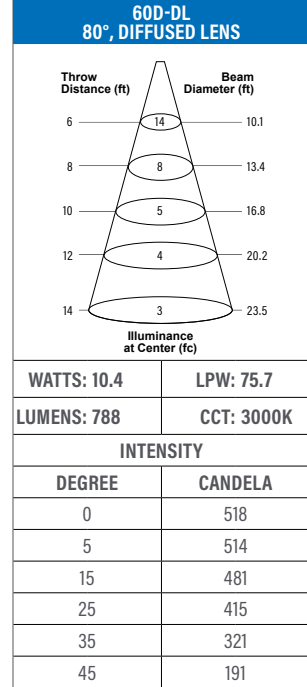 60D-DL
80°, DIFFUSED LENS
Throw Beam
Distance (ft) Diameter (ft)
6 14 10.1
8 8 13.4
10 5 16.8
12 4 20.2
14 3 23.5
Illuminance
at Center (fc)
WATTS: 10.4 LPW: 75.7
LUMENS: 788 CCT: 3000K
INTENSITY
DEGREE CANDELA
0 518
5 514
15 481
25 415
35 321
45 191